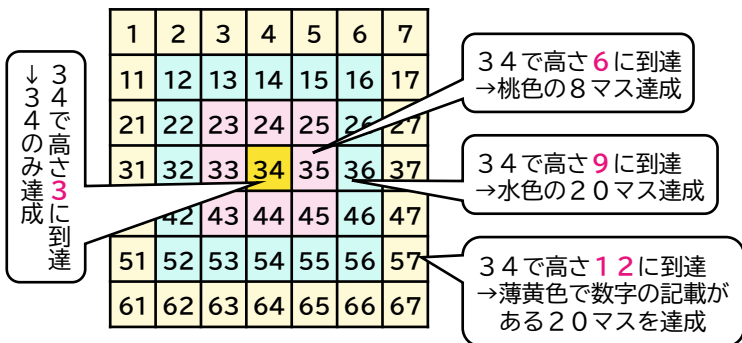 1 2 3 4 5 6 7
11 12 13 14 15 16 17
21 22 23 24 25 26 27
31 32 33 34 35 36 37
42 43 44 45 46 47
51 52 53 54 55 56 57
61 62 63 64 65 66 67
34で高さ3に到達
↓34のみ達成
34で高さ6に到達
→桃色の8マス達成
34で高さ9に到達
→水色の20マス達成
34で高さ12に到達
→薄黄色で数字の記載が
ある20マスを達成